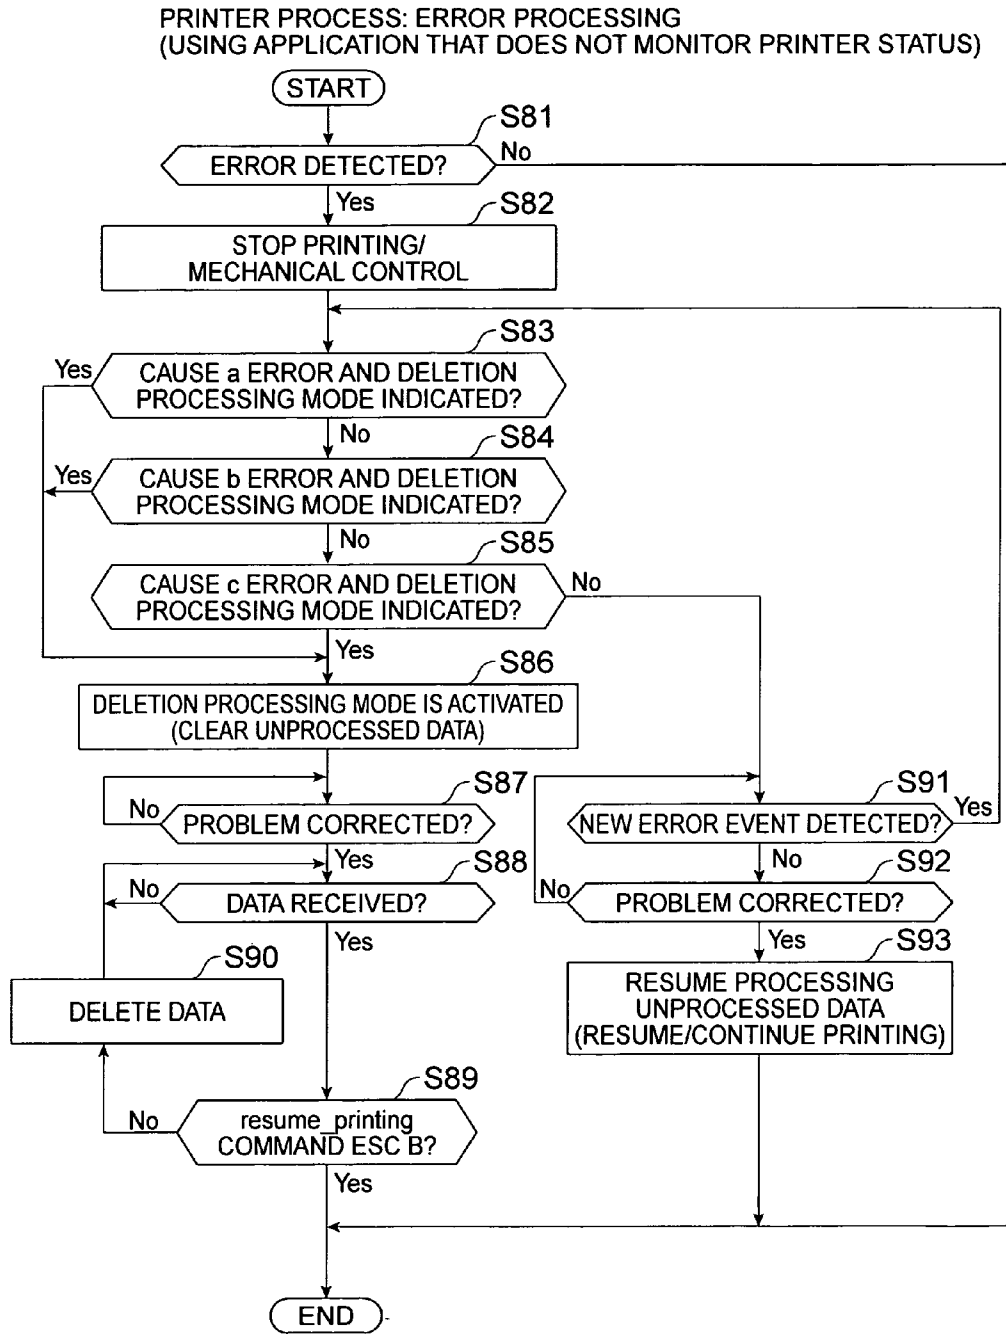 PRINTER PROCESS: ERROR PROCESSING
(USING APPLICATION THAT DOES NOT MONITOR PRINTER STATUS)
START
S81
ERROR DETECTED?
No
Yes
S82
STOP PRINTING/
MECHANICAL CONTROL
S83
Yes
CAUSE a ERROR AND DELETION
PROCESSING MODE INDICATED?
No
S84
Yes
CAUSE b ERROR AND DELETION
PROCESSING MODE INDICATED?
No
S85
CAUSE c ERROR AND DELETION
PROCESSING MODE INDICATED?
No
Yes
S86
DELETION PROCESSING MODE IS ACTIVATED
(CLEAR UNPROCESSED DATA)
S87
No
PROBLEM CORRECTED?
Yes
S88
No
DATA RECEIVED?
Yes
S90
DELETE DATA
S89
No
resume_printing
COMMAND ESC B?
Yes
S91
NEW ERROR EVENT DETECTED?
Yes
No
S92
No
PROBLEM CORRECTED?
Yes
S93
RESUME PROCESSING
UNPROCESSED DATA
(RESUME/CONTINUE PRINTING)
END